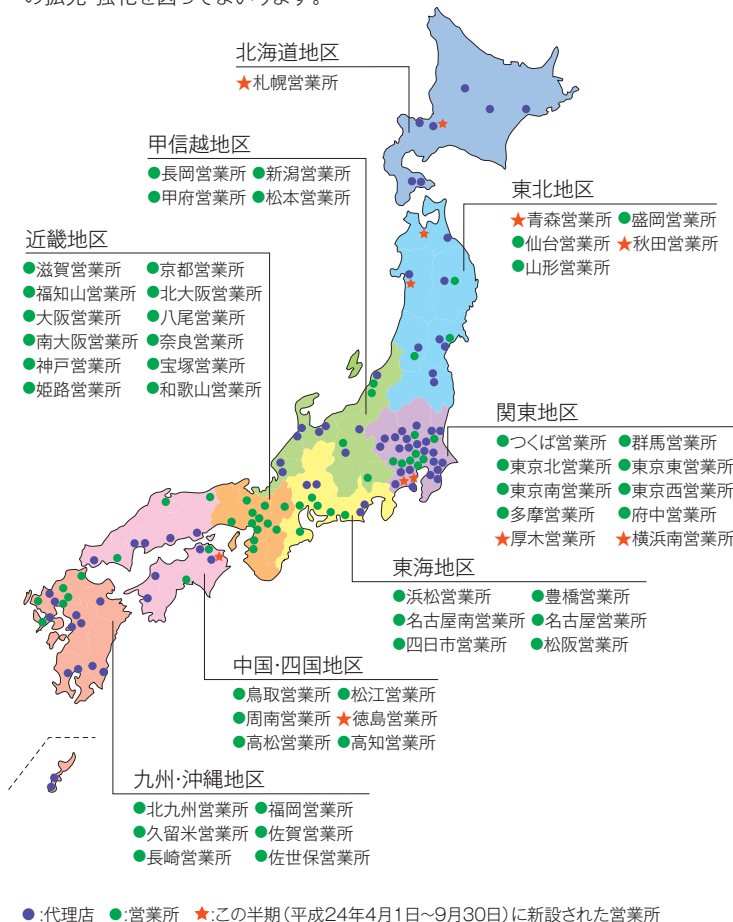 の拡充・強化を図ってまいります。
北海道地区
★札幌営業所
甲信越地区
●長岡営業所 ●新潟営業所
●甲府営業所 ●松本営業所
東北地区
★青森営業所 ●盛岡営業所
●仙台営業所 ★秋田営業所
●山形営業所
近畿地区
●滋賀営業所 ●京都営業所
●福知山営業所 ●北大阪営業所
●大阪営業所 ●八尾営業所
●南大阪営業所 ●奈良営業所
●神戸営業所 ●宝塚営業所
●姫路営業所 ●和歌山営業所
関東地区
●つくば営業所 ●群馬営業所
●東京北営業所 ●東京東営業所
●東京南営業所 ●東京西営業所
●多摩営業所 ●府中営業所
★厚木営業所 ★横浜南営業所
東海地区
●浜松営業所 ●豊橋営業所
●名古屋南営業所 ●名古屋営業所
●四日市営業所 ●松阪営業所
中国・四国地区
●鳥取営業所 ●松江営業所
●周南営業所 ★徳島営業所
●高松営業所 ●高知営業所
九州・沖縄地区
●北九州営業所 ●福岡営業所
●久留米営業所 ●佐賀営業所
●長崎営業所 ●佐世保営業所
●:代理店 ●:営業所 ★:この半期(平成24年4月1日~9月30日)に新設された営業所